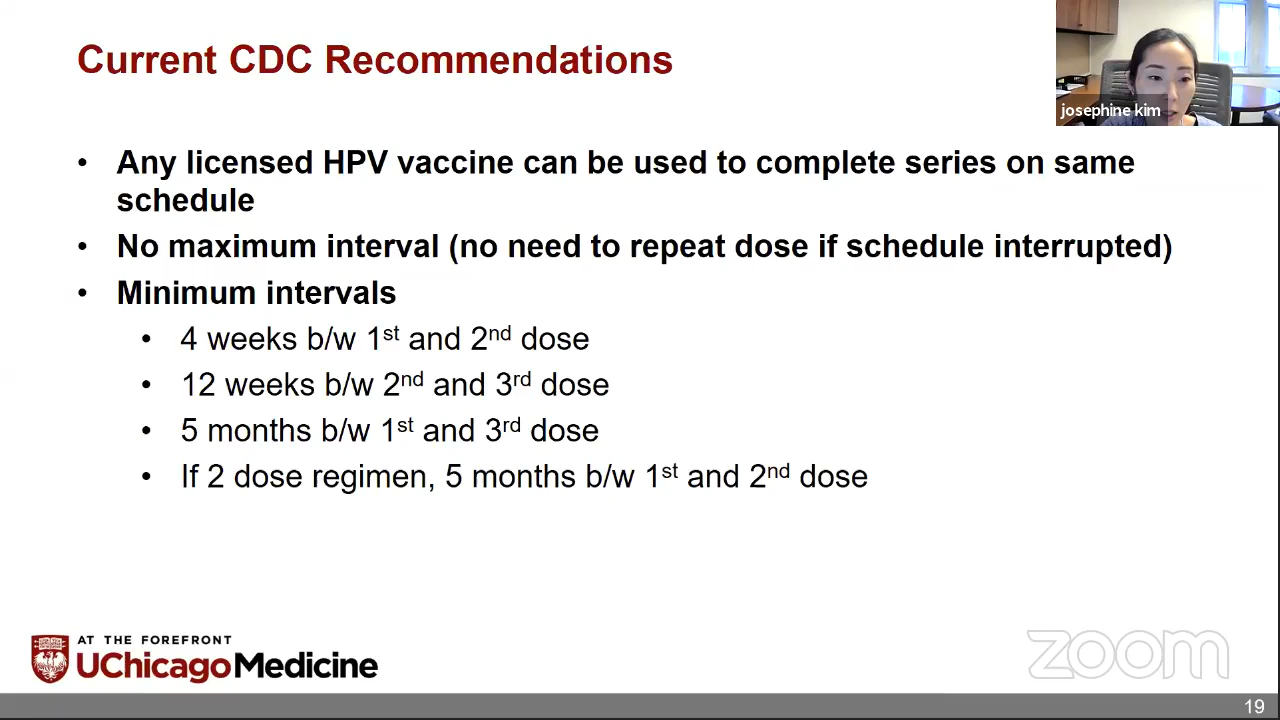 Current CDC Recommendations
josephine kim
• Any licensed HPV vaccine can be used to complete series on same
schedule
• No maximum interval (no need to repeat dose if schedule interrupted)
• Minimum intervals
• 4 weeks b/w 1st and 2nd dose
• 12 weeks b/w 2nd and 3rd dose
• 5 months b/w 1st and 3rd dose
• If 2 dose regimen, 5 months b/w 1st and 2nd dose
AT THE FOREFRONT
UChicago Medicine
zoom
19